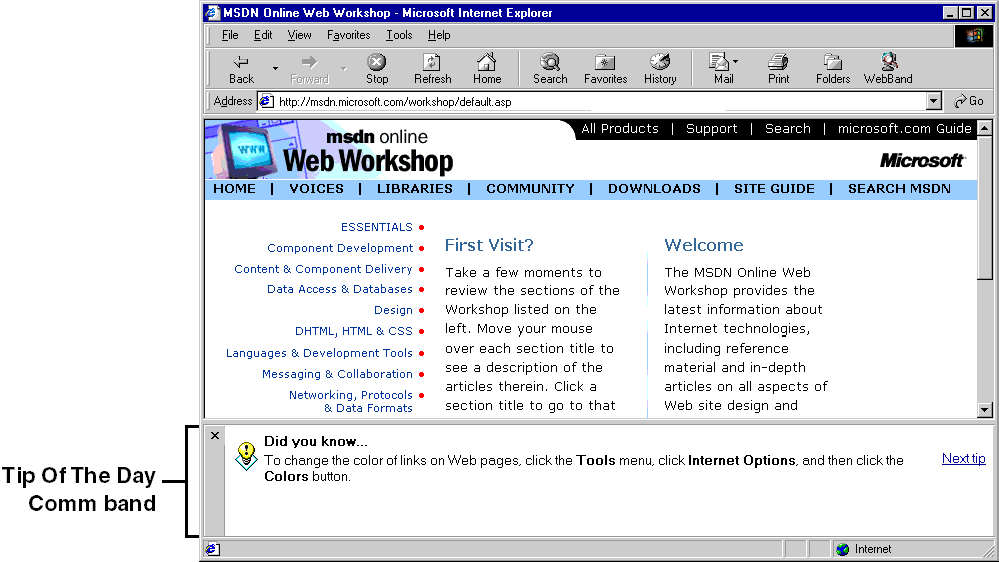 MSDN Online Web Workshop - Microsoft Internet Explorer
File Edit View Favorites Tools Help
Back Forward Stop Refresh Home Search Favorites History Mail Print Folders WebBand
Address http://msdn.microsoft.com/workshop/default.asp Go
All Products | Support | Search | microsoft.com Guide
WWW
msdn online
Web Workshop
Microsoft
HOME | VOICES | LIBRARIES | COMMUNITY | DOWNLOADS | SITE GUIDE | SEARCH MSDN
ESSENTIALS
Component Development
Content & Component Delivery
Data Access & Databases
Design
DHTML, HTML & CSS
Languages & Development Tools
Messaging & Collaboration
Networking, Protocols
& Data Formats
First Visit?
Take a few moments to
review the sections of the
Workshop listed on the
left. Move your mouse
over each section title to
see a description of the
articles therein. Click a
section title to go to that
Welcome
The MSDN Online Web
Workshop provides the
latest information about
Internet technologies,
including reference
material and in-depth
articles on all aspects of
Web site design and
Tip Of The Day
Comm band
Did you know...
To change the color of links on Web pages, click the Tools menu, click Internet Options, and then click the
Colors button.
Next tip
Internet